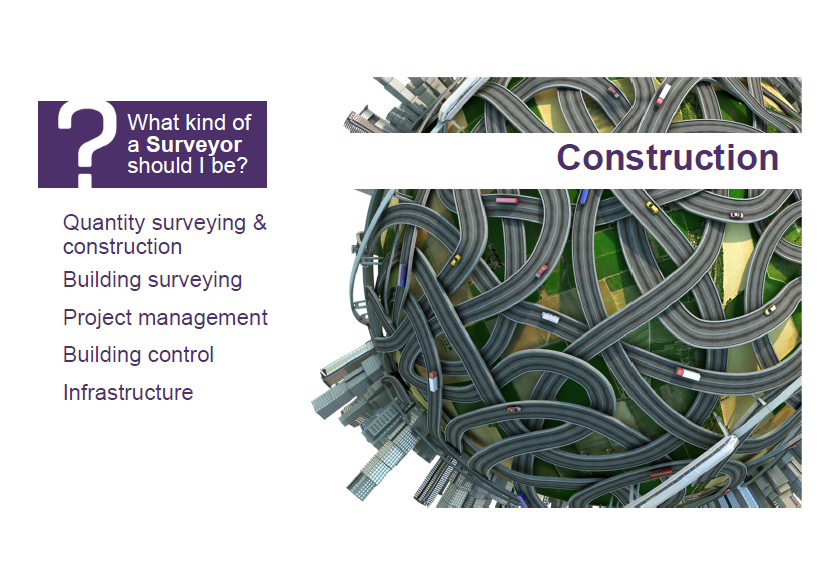 ?
What kind of
a Surveyor
should I be?
Construction
Quantity surveying &
construction
Building surveying
Project management
Building control
Infrastructure